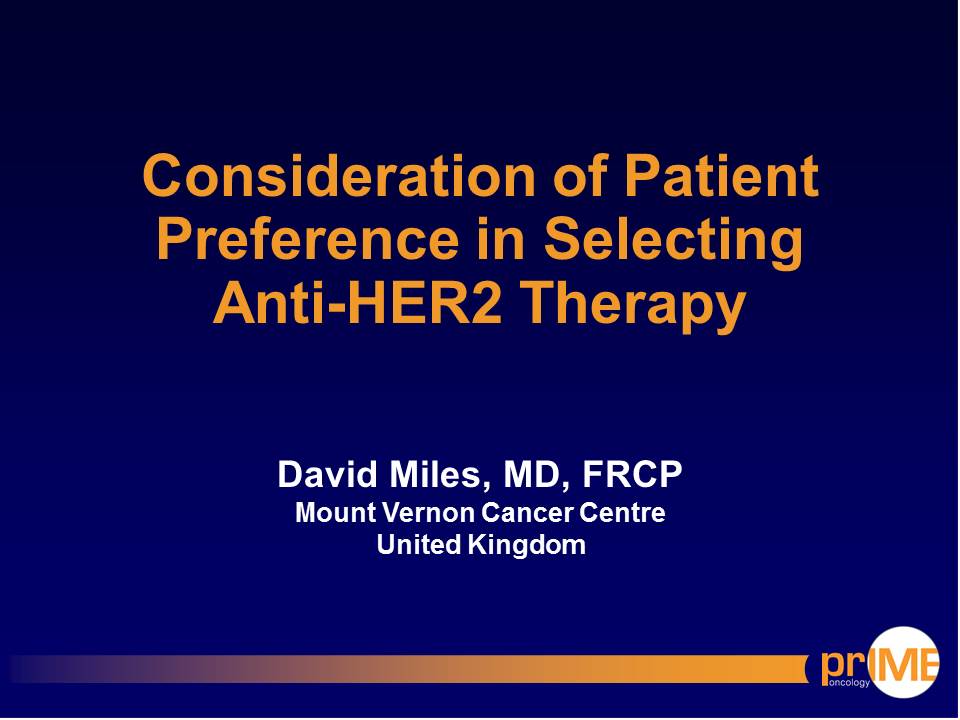 Consideration of Patient
Preference in Selecting
Anti-HER2 Therapy
David Miles, MD, FRCP
Mount Vernon Cancer Centre
United Kingdom
prIME
oncology